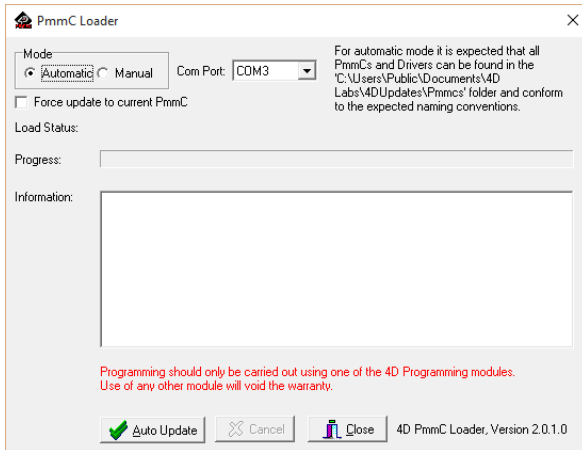 PmmC Loader
Mode
Automatic Manual
Com Port: COM3
For automatic mode it is expected that all
PmmCs and Drivers can be found in the
'C:\Users\Public\Documents\4D
Labs\4DUpdates\Pmmcs' folder and conform
to the expected naming conventions.
Force update to current PmmC
Load Status:
Progress:
Information:
Programming should only be carried out using one of the 4D Programming modules.
Use of any other module will void the warranty.
Auto Update Cancel Close 4D PmmC Loader, Version 2.0.1.0